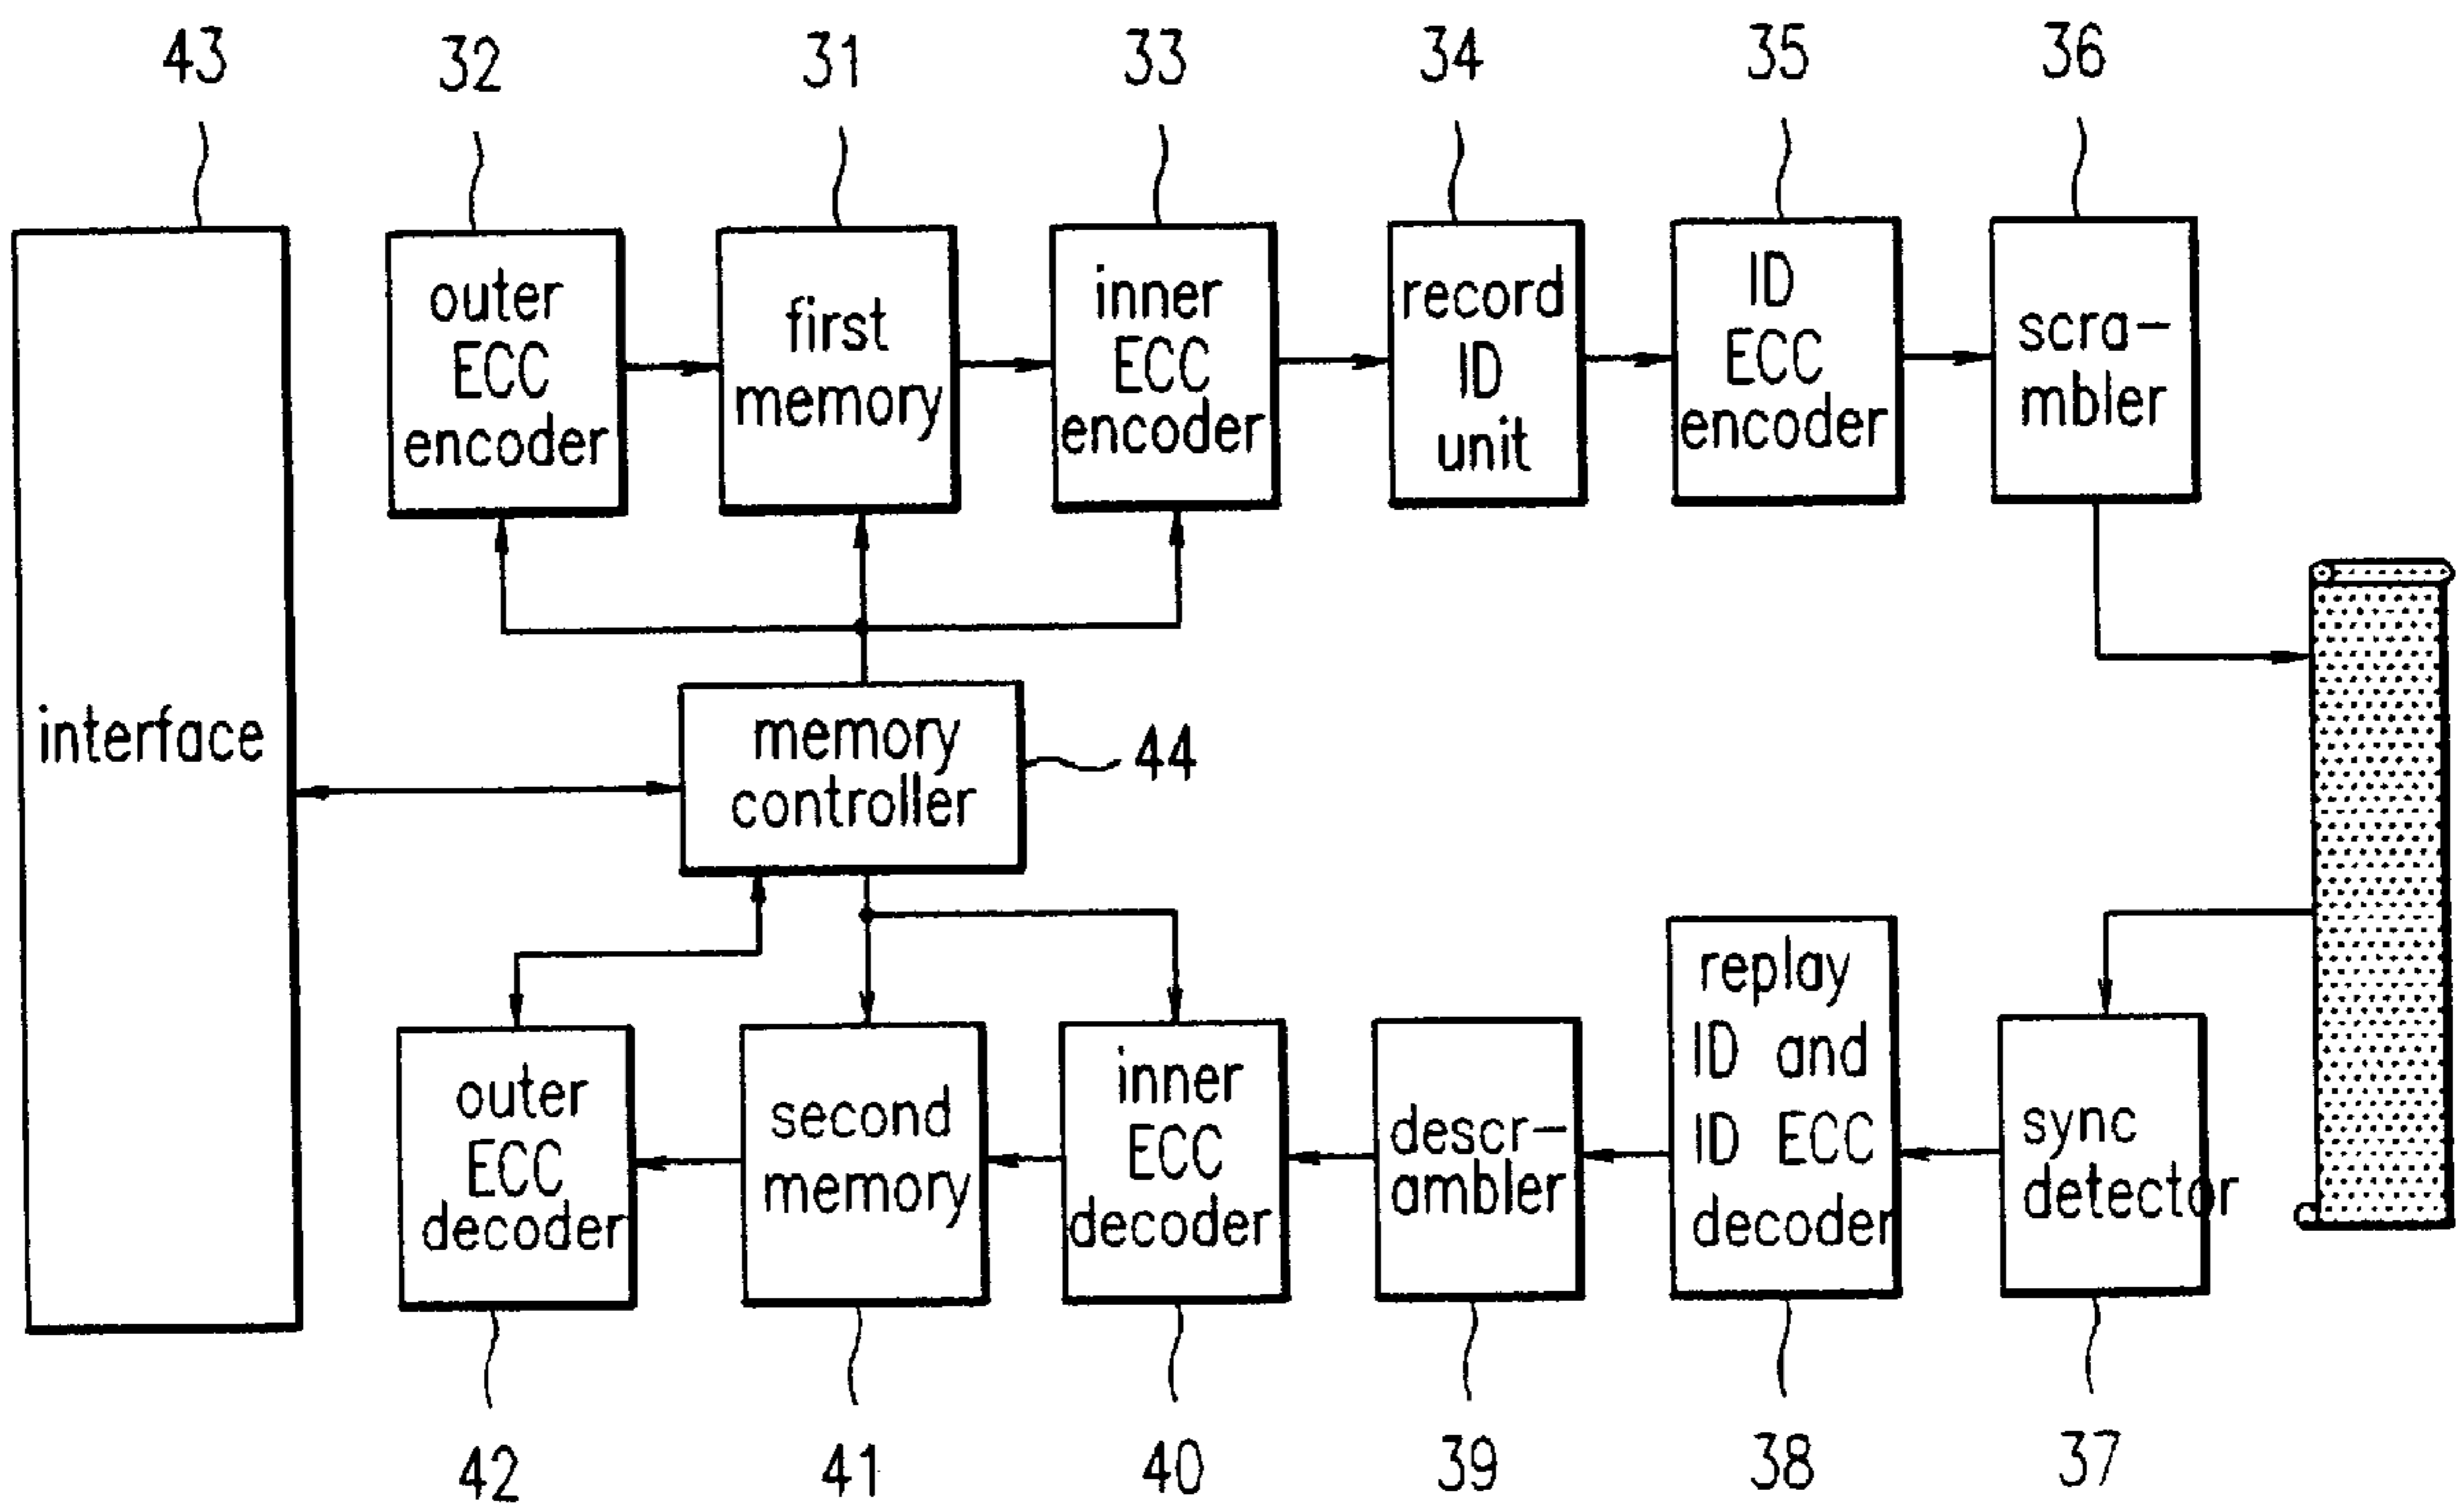 43
32
31
33
34
35
36
outer
ECC
encoder
first
memory
inner
ECC
encoder
record
ID
unit
ID
ECC
encoder
scra-
mbler
interface
memory
controller
44
outer
ECC
decoder
second
memory
inner
ECC
decoder
descr-
ambler
replay
ID and
ID ECC
decoder
sync
detector
42
41
40
39
38
37